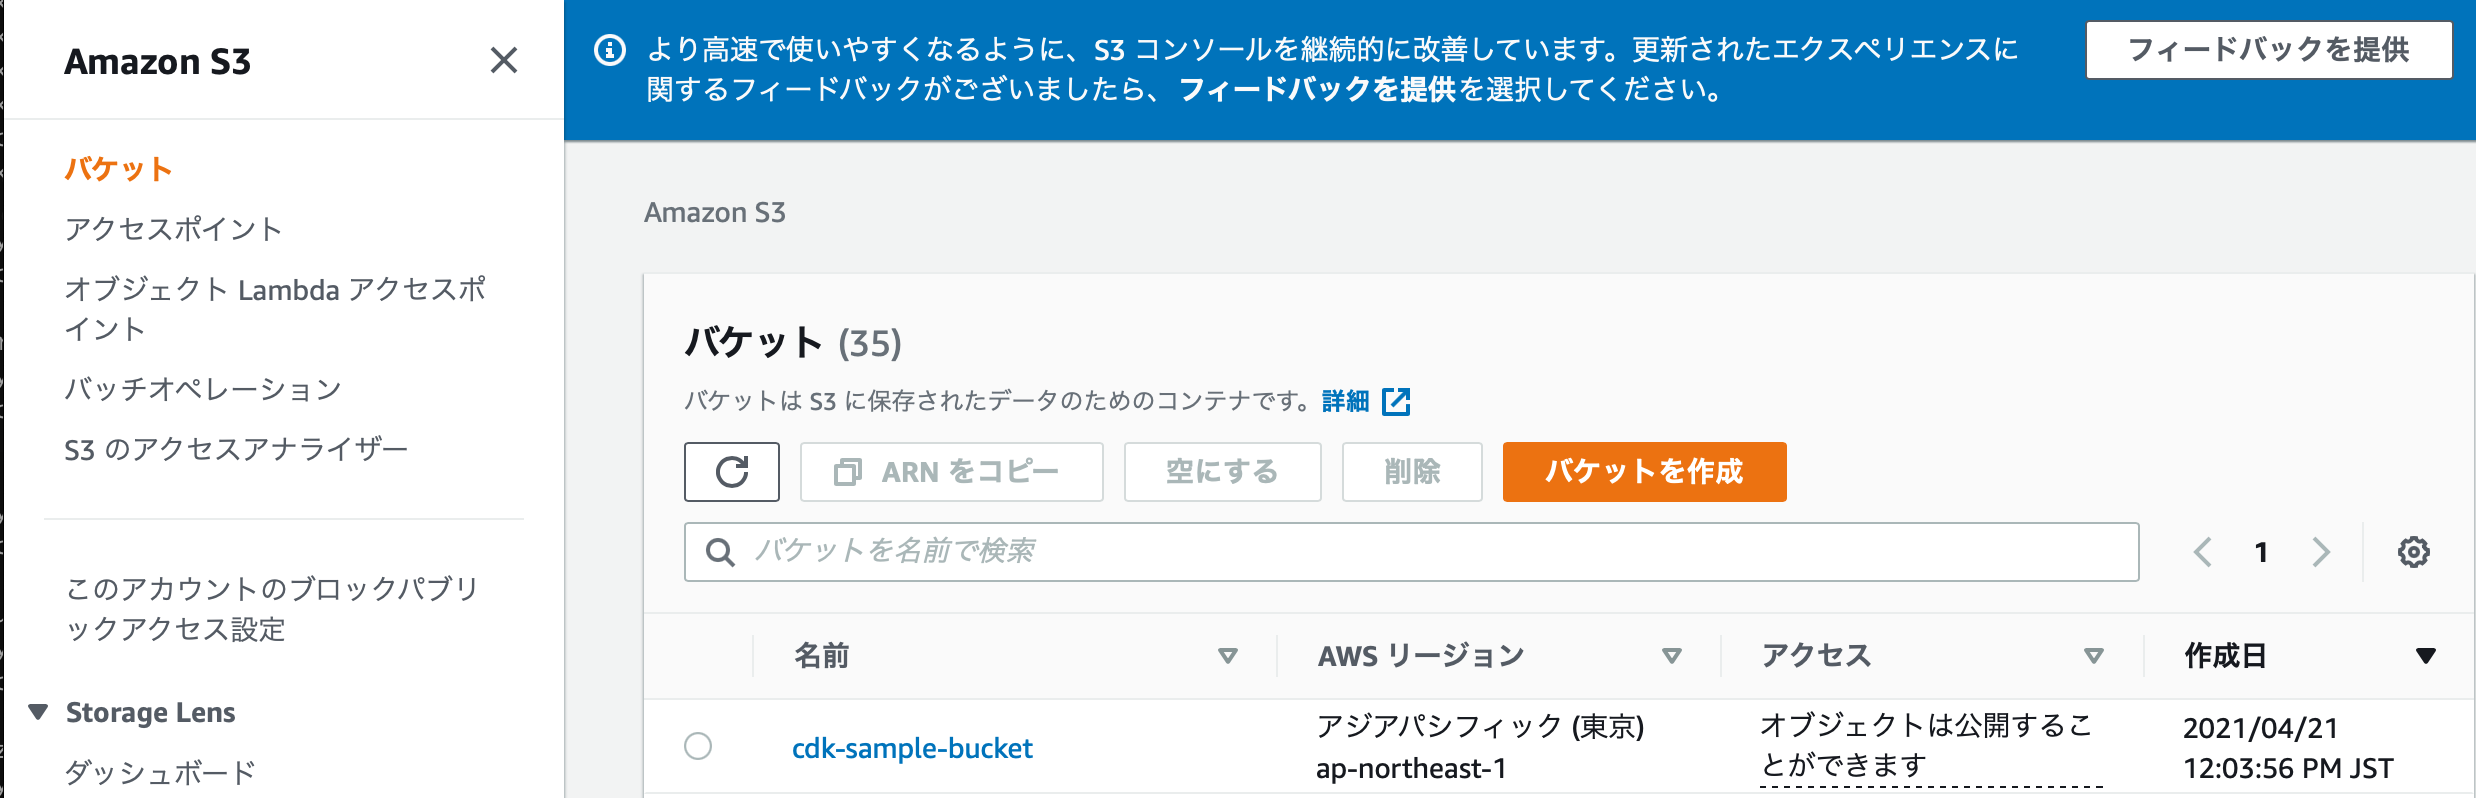 Amazon S3
バケット
アクセスポイント
オブジェクト Lambda アクセスポ
イント
バッチオペレーション
S3 のアクセスアナライザー
このアカウントのブロックパブリ
ックアクセス設定
Storage Lens
ダッシュボード
より高速で使いやすくなるように、S3 コンソールを継続的に改善しています。更新されたエクスペリエンスに
関するフィードバックがございましたら、フィードバックを提供を選択してください。
フィードバックを提供
Amazon S3
バケット (35)
バケットは S3 に保存されたデータのためのコンテナです。詳細
ARN をコピー
空にする
削除
バケットを作成
バケットを名前で検索
1
名前
AWS リージョン
アクセス
作成日
cdk-sample-bucket
アジアパシフィック (東京)
ap-northeast-1
オブジェクトは公開するこ
とができます
2021/04/21
12:03:56 PM JST